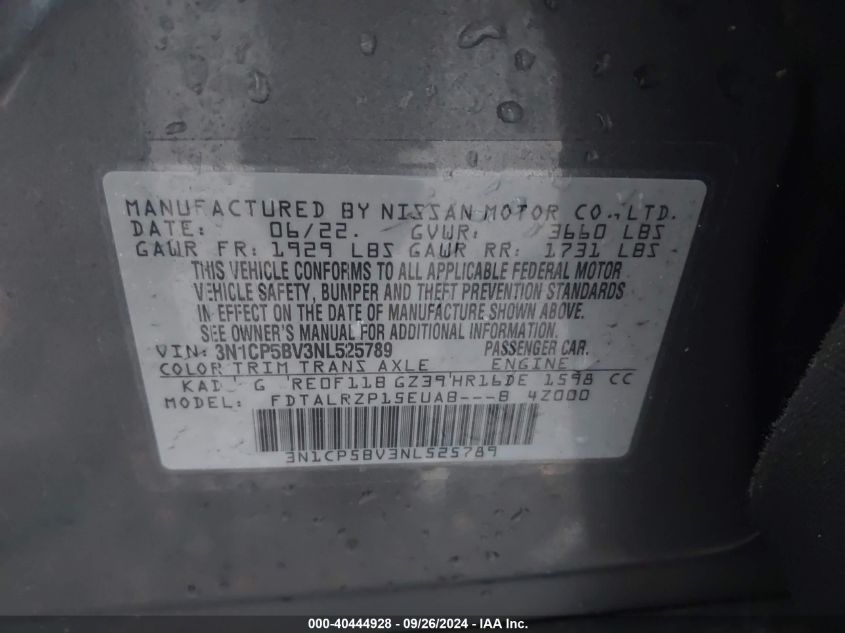 MANUFACTURED BY NISSAN MOTOR CO., LTD.
DATE: 06/22. GVWR: 3660 LBS
GAWR FR: 1929 LBS GAWR RR: 1731 LBS
THIS VEHICLE CONFORMS TO ALL APPLICABLE FEDERAL MOTOR
VEHICLE SAFETY, BUMPER AND THEFT PREVENTION STANDARDS
IN EFFECT ON THE DATE OF MANUFACTURE SHOWN ABOVE.
SEE OWNER'S MANUAL FOR ADDITIONAL INFORMATION.
VIN: 3N1CP5BV3NL525789 PASSENGER CAR.
COLOR TRIM TRANS AXLE ENGINE
KAD G RE0F11B GZ39 HR16DE 1598 CC
MODEL: FDTALRZP15EUAB---B 4Z000
3N1CP5BV3NL525789
000-40444928 - 09/26/2024 - IAA Inc.